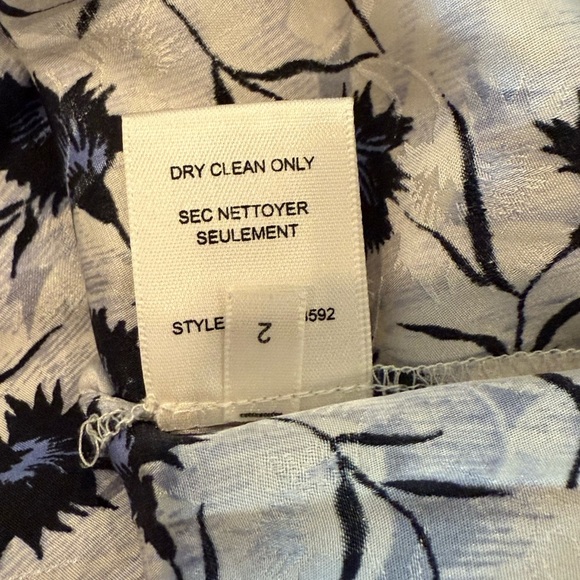 DRY CLEAN ONLY
SEC NETTOYER
SEULEMENT
STYLE 592
2